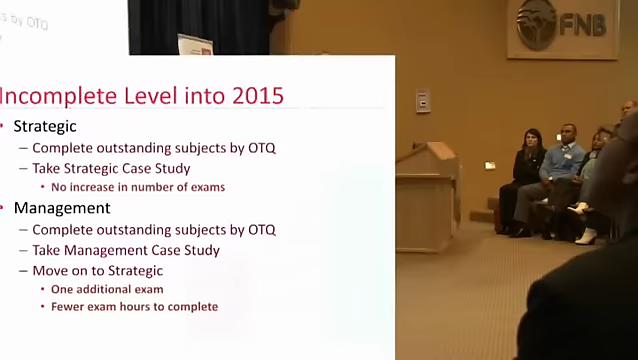 s by OTQ
FNB
Incomplete Level into 2015
• Strategic
– Complete outstanding subjects by OTQ
– Take Strategic Case Study
• No increase in number of exams
• Management
– Complete outstanding subjects by OTQ
– Take Management Case Study
– Move on to Strategic
• One additional exam
• Fewer exam hours to complete